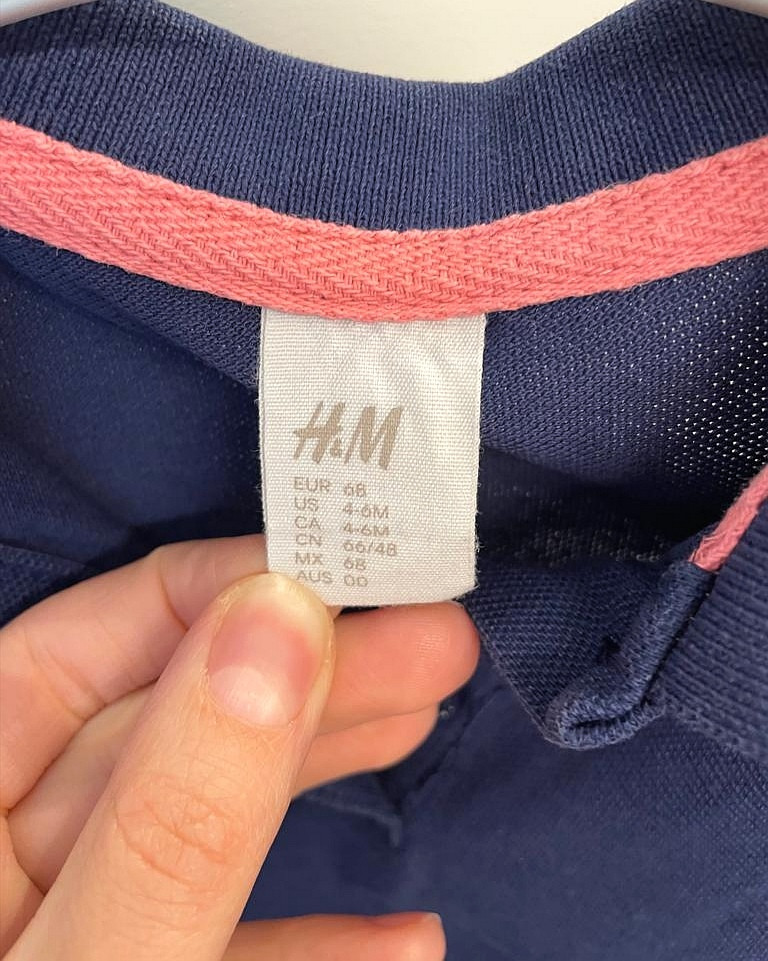 H&M
EUR 68
US 4-6M
CA 4-6M
CN 66/48
MX 68
AUS 00